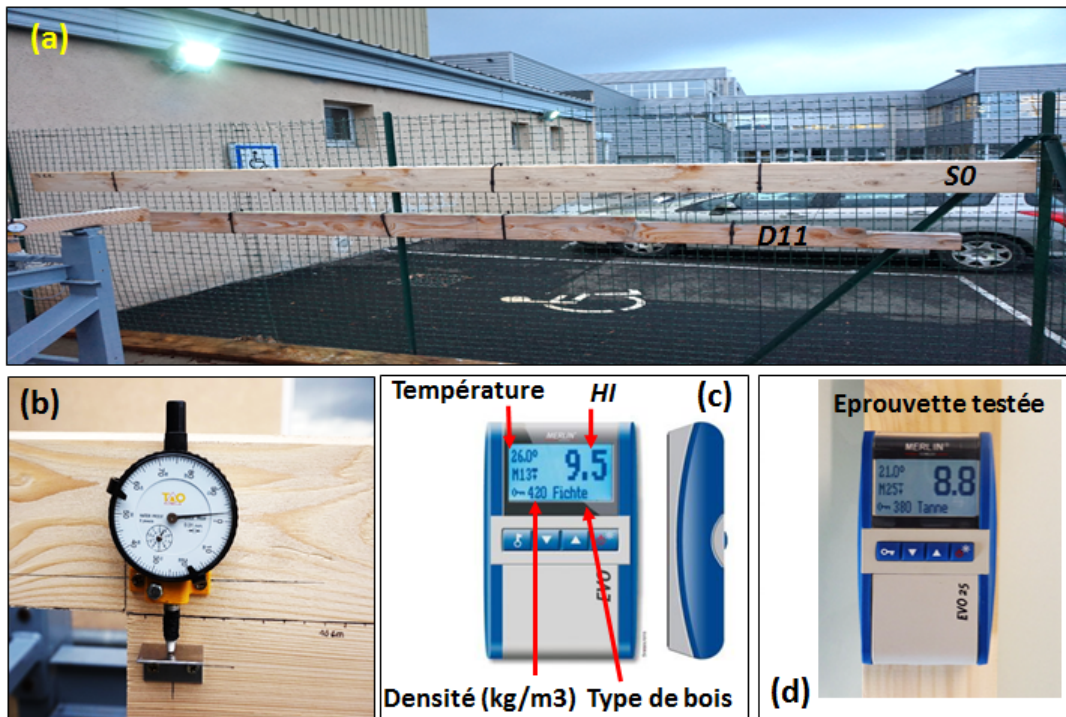 (a)
S0
D11
(b)
(c)
Température
HI
MERLIN
26.0°
9.5
M13
420 Fichte
EVO
Densité (kg/m3)
Type de bois
(d)
Eprouvette testée
MERLIN
21.0°
8.8
M25
380 Tanne
EVO 25